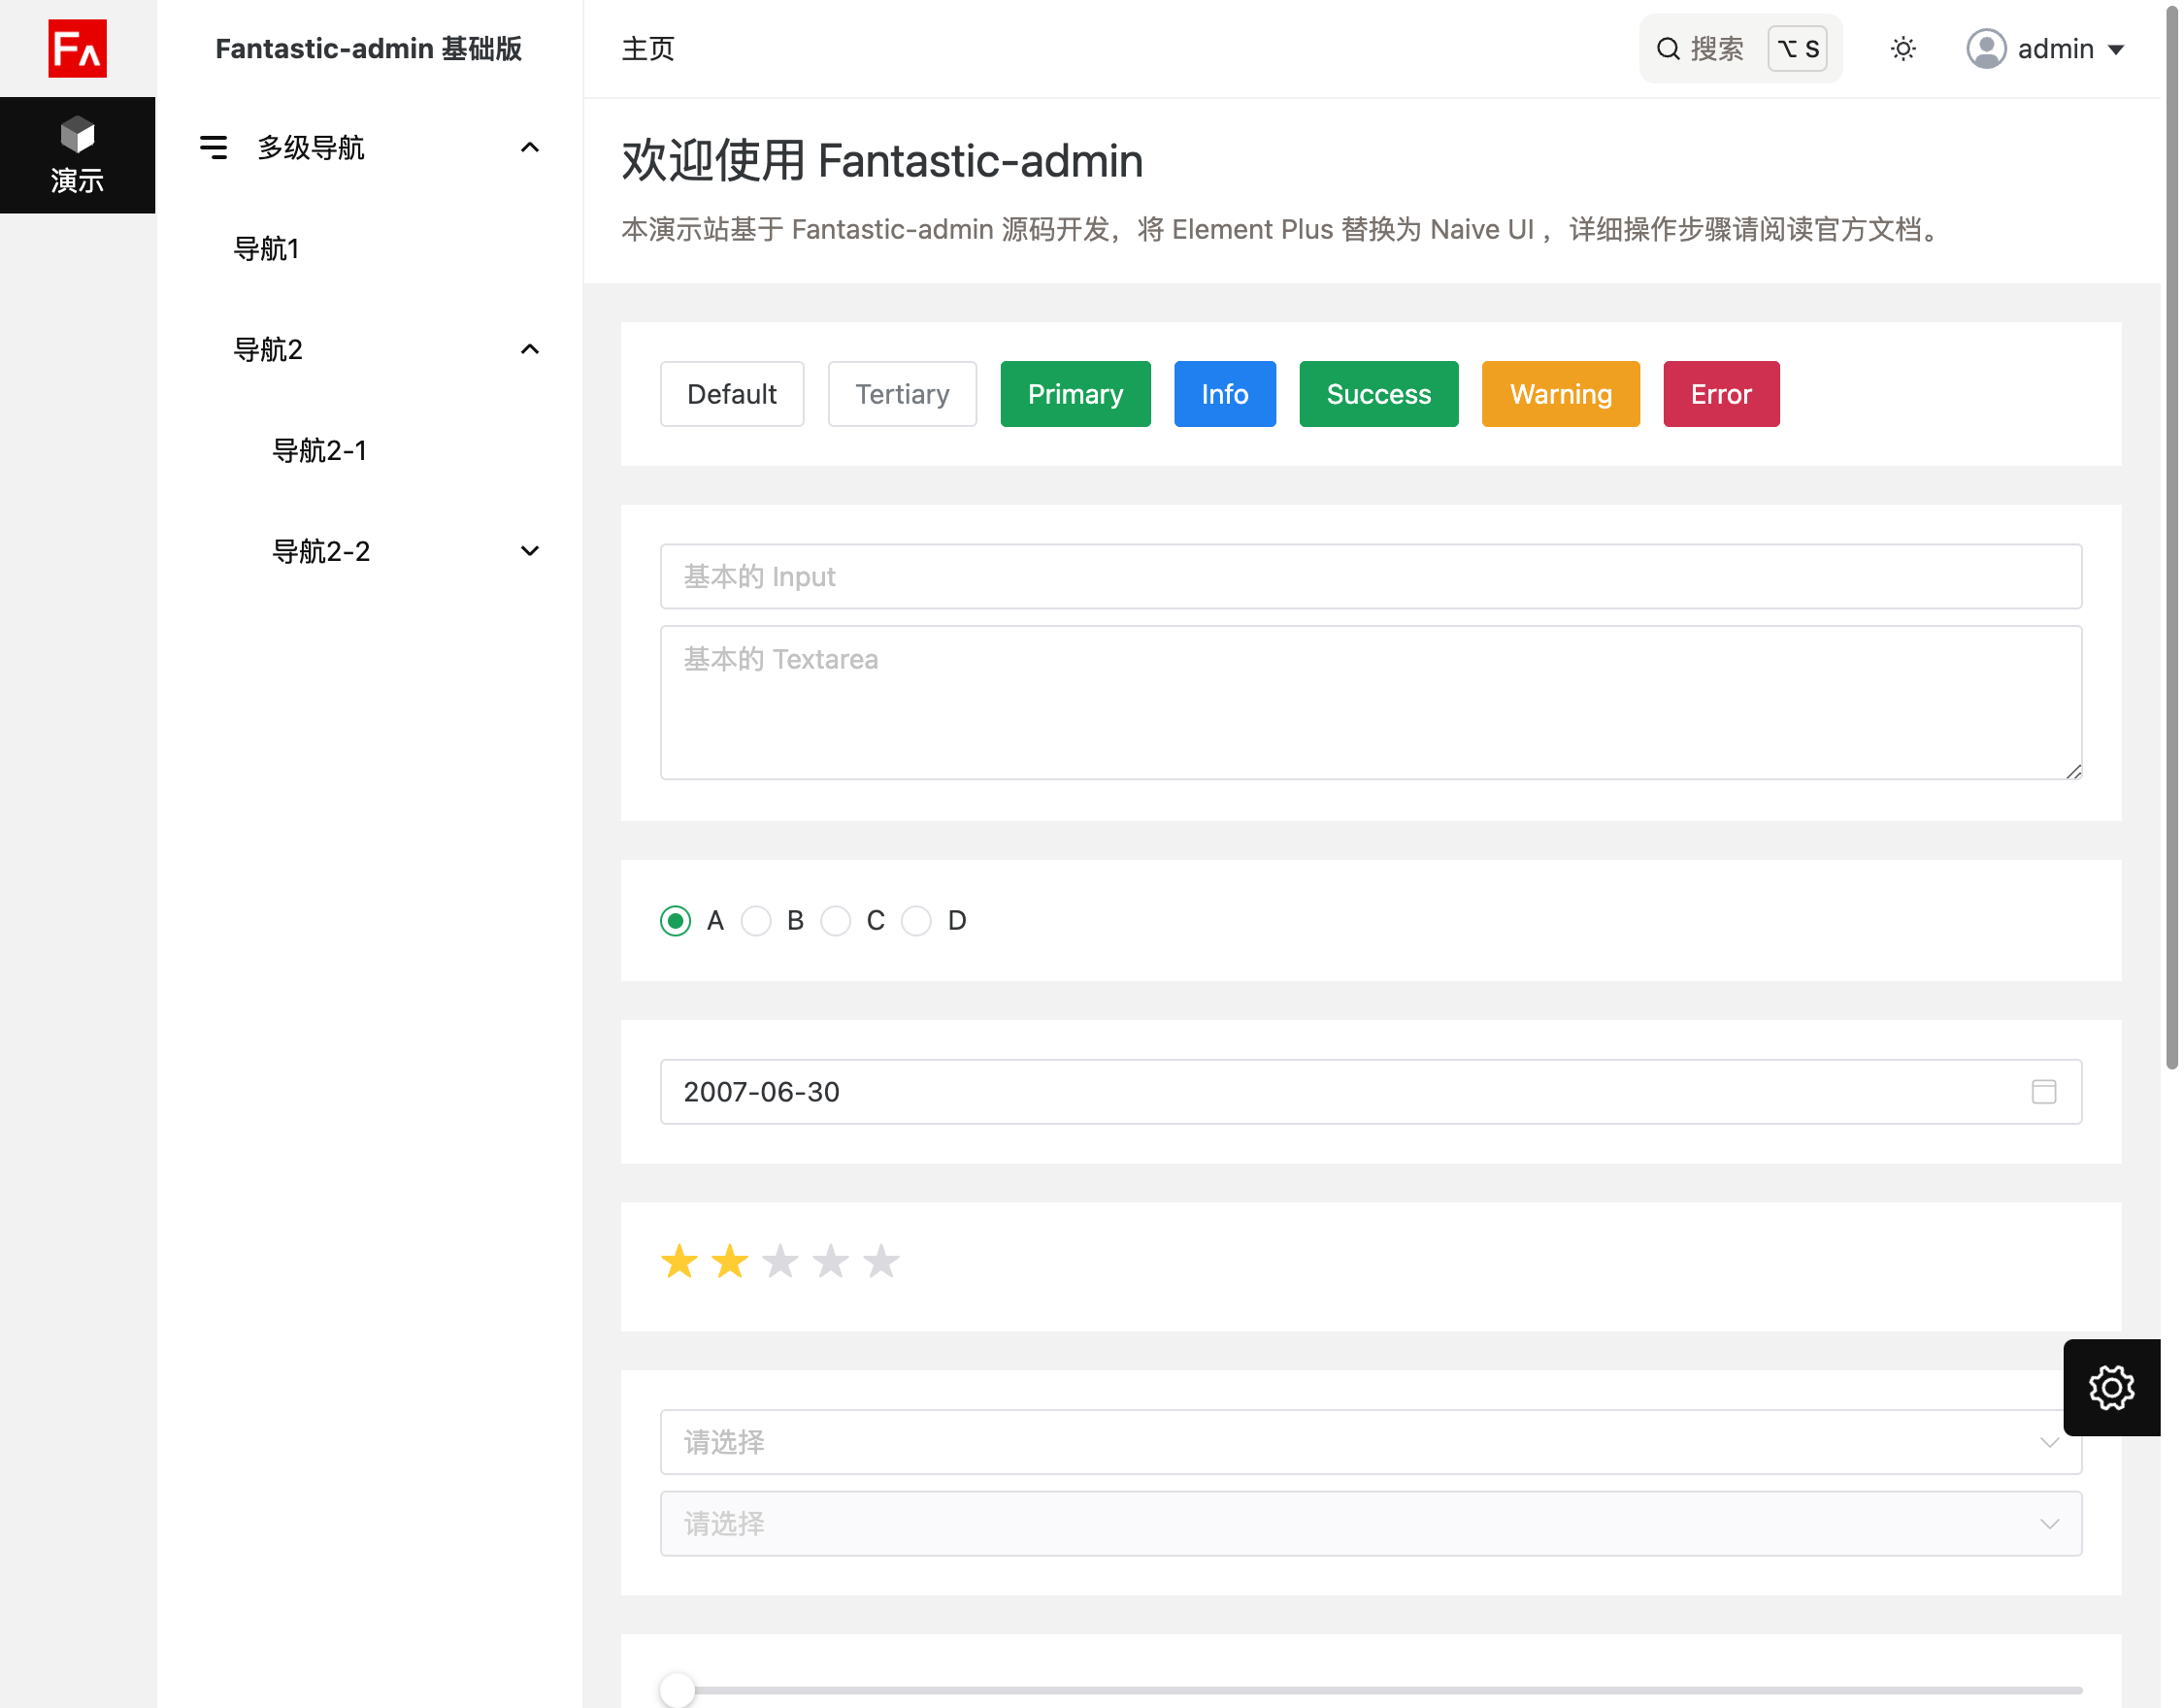 FA
演示
Fantastic-admin 基础版
多级导航
导航1
导航2
导航2-1
导航2-2
主页
搜索 ⌥ S
admin
欢迎使用 Fantastic-admin
本演示站基于 Fantastic-admin 源码开发，将 Element Plus 替换为 Naive UI ，详细操作步骤请阅读官方文档。
Default Tertiary Primary Info Success Warning Error
基本的 Input
基本的 Textarea
A B C D
2007-06-30
请选择
请选择